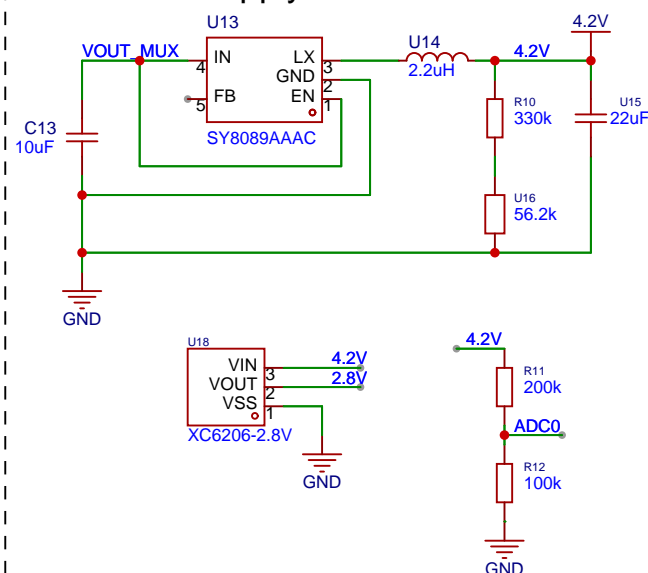 U13
VOUT_MUX
IN
LX
GND
FB
EN
4
5
3
2
1
SY8089AAAC
C13
10uF
U14
2.2uH
4.2V
4.2V
R10
330k
U15
22uF
U16
56.2k
GND
U18
VIN
VOUT
VSS
3
2
1
4.2V
2.8V
XC6206-2.8V
GND
4.2V
R11
200k
ADC0
R12
100k
GND